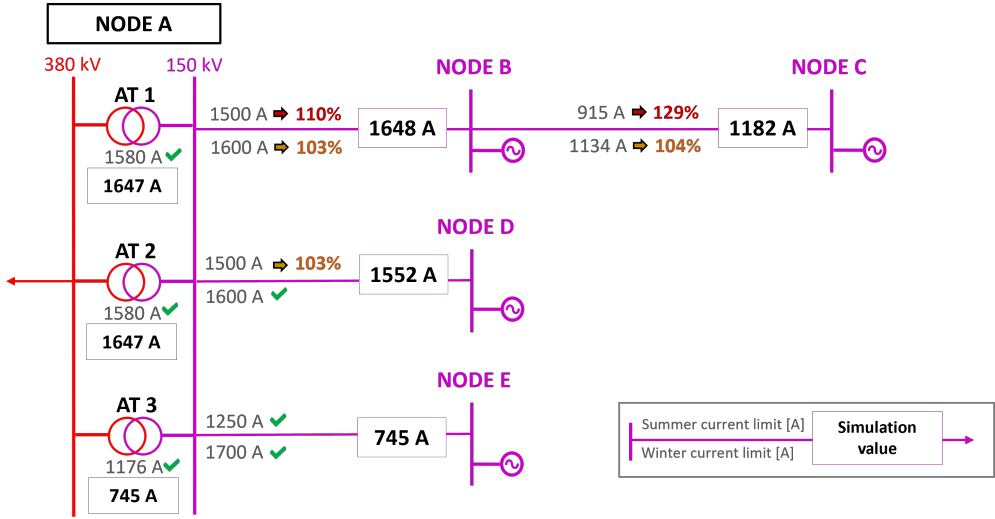 NODE A
380 kV
150 kV
NODE B
NODE C
AT 1
1500 A 110%
1648 A
915 A 129%
1182 A
1600 A 103%
1134 A 104%
1580 A
1647 A
NODE D
AT 2
1500 A 103%
1552 A
1600 A
1580 A
1647 A
NODE E
AT 3
1250 A
745 A
1700 A
1176 A
745 A
Summer current limit [A]
Winter current limit [A]
Simulation
value